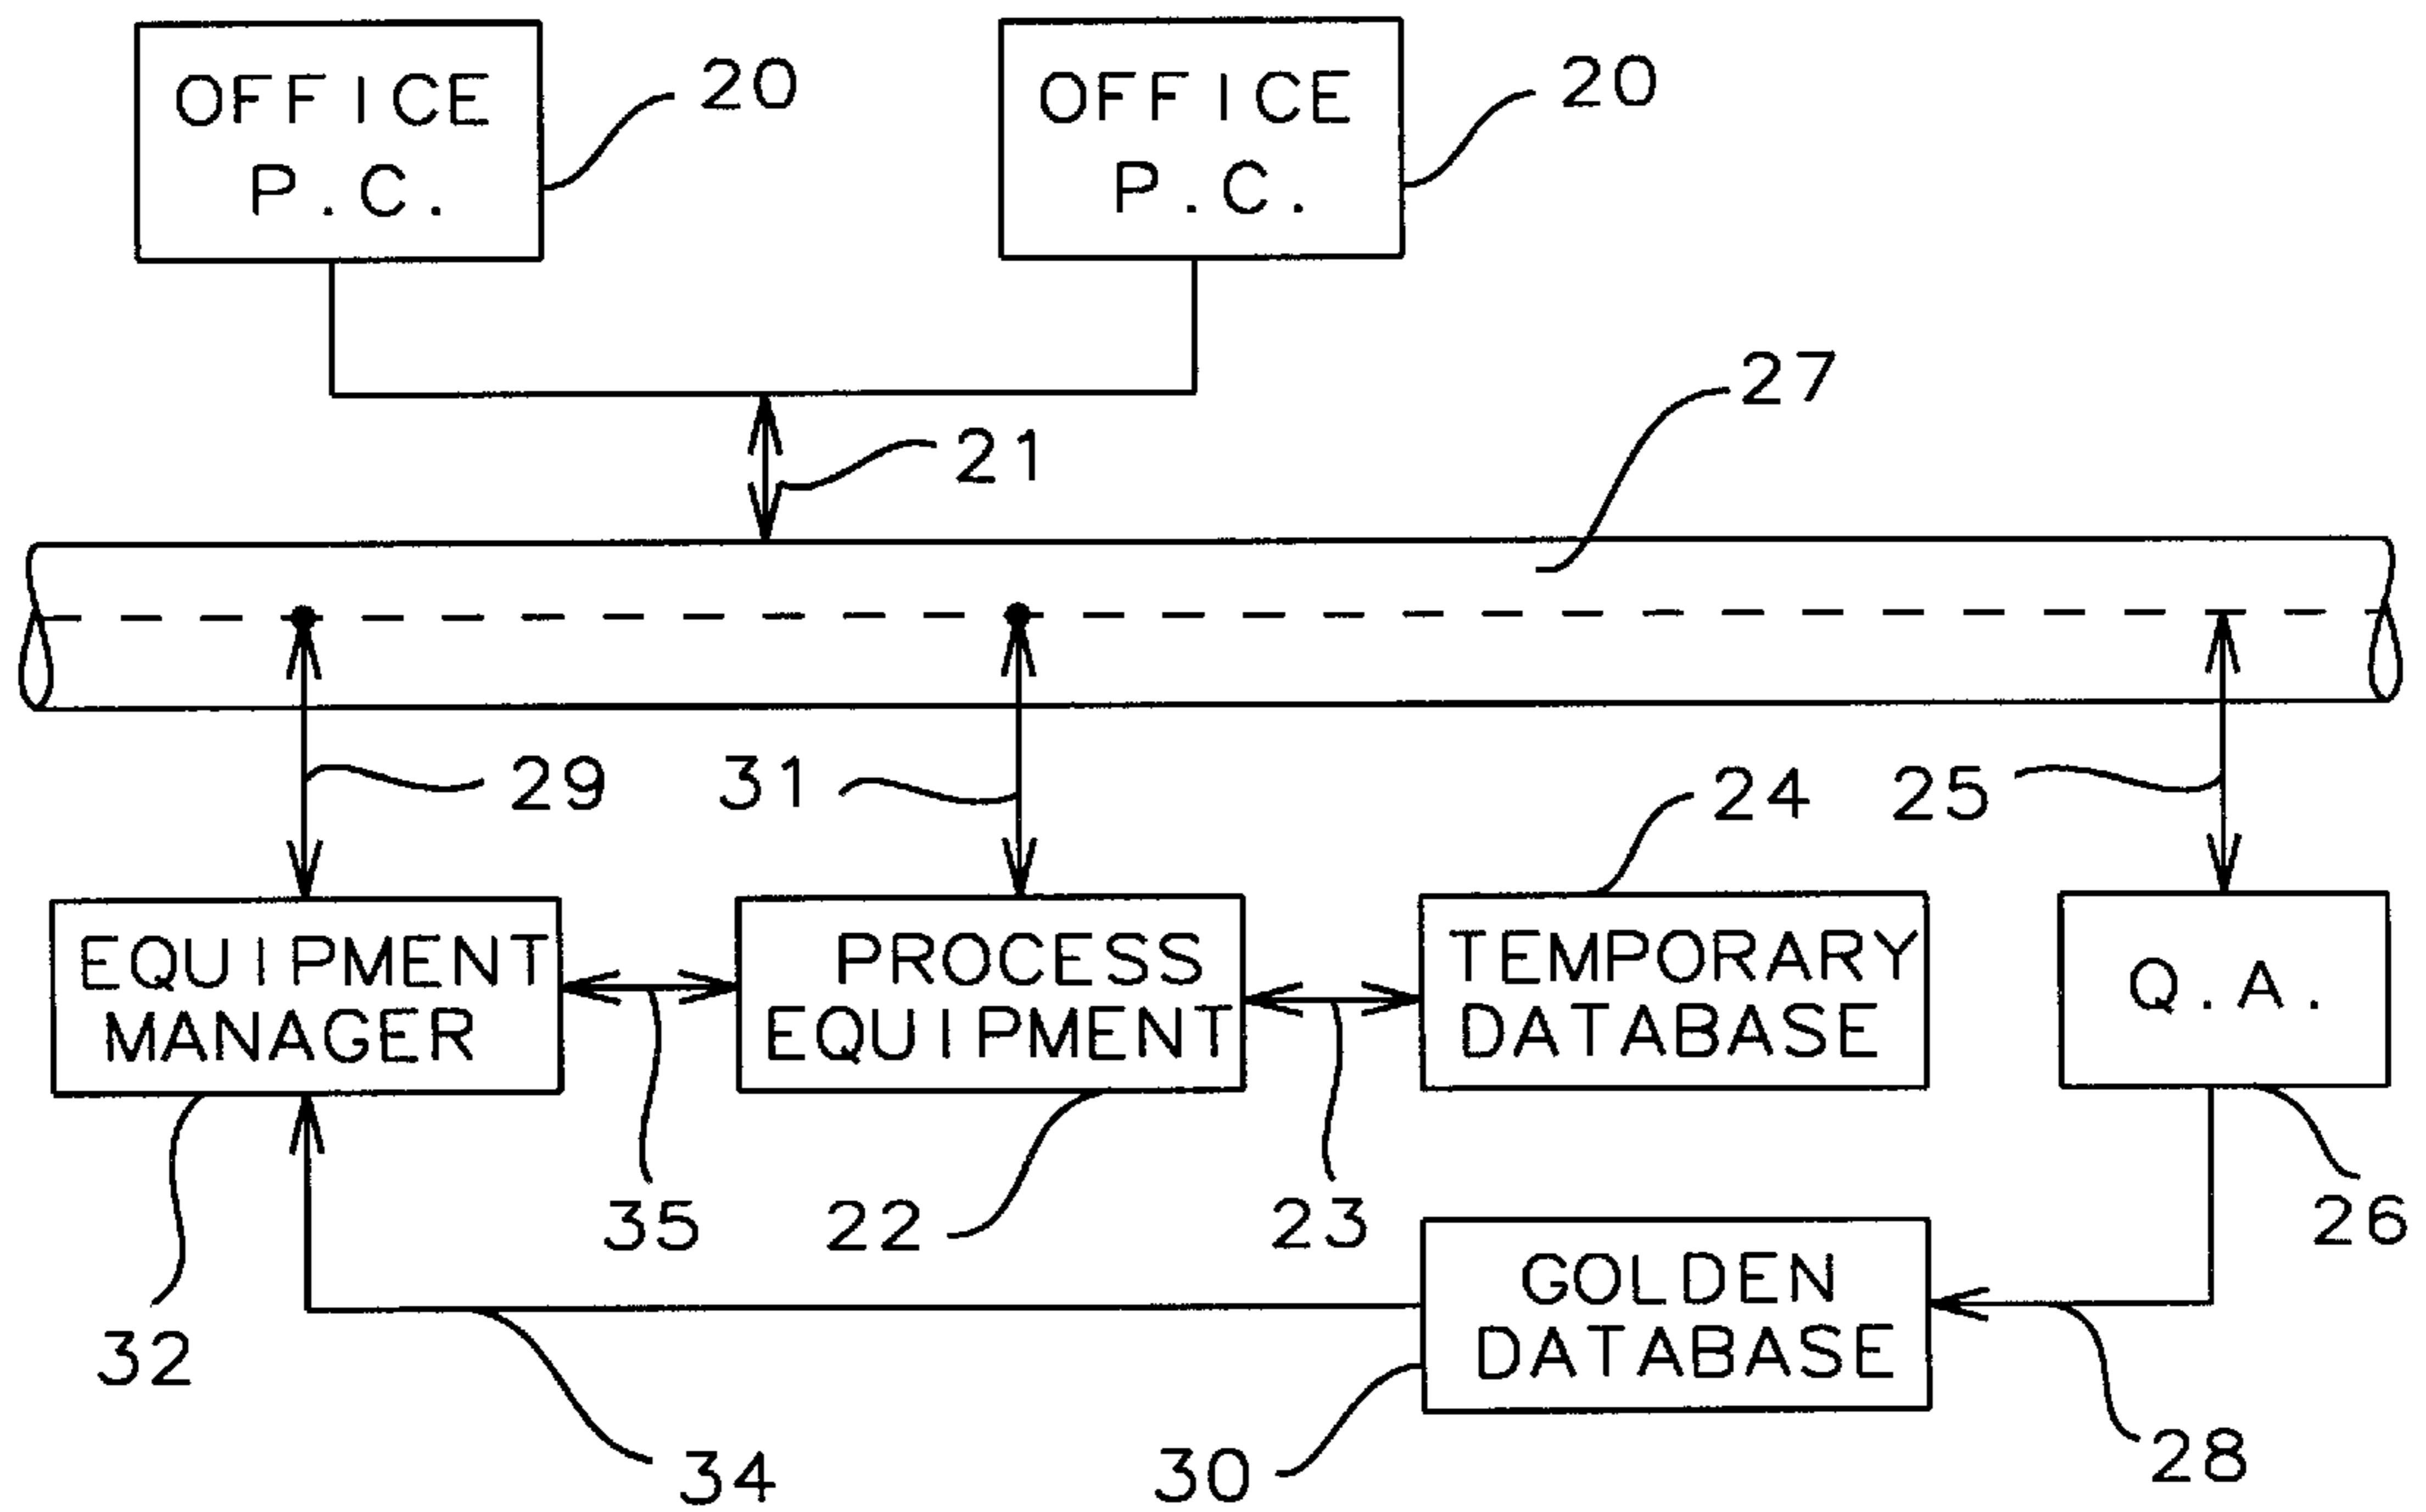 OFFICE
P.C.
20
OFFICE
P.C.
20
27
21
29
31
24
25
EQUIPMENT
MANAGER
PROCESS
EQUIPMENT
TEMPORARY
DATABASE
Q.A.
35
22
23
26
GOLDEN
DATABASE
32
34
30
28